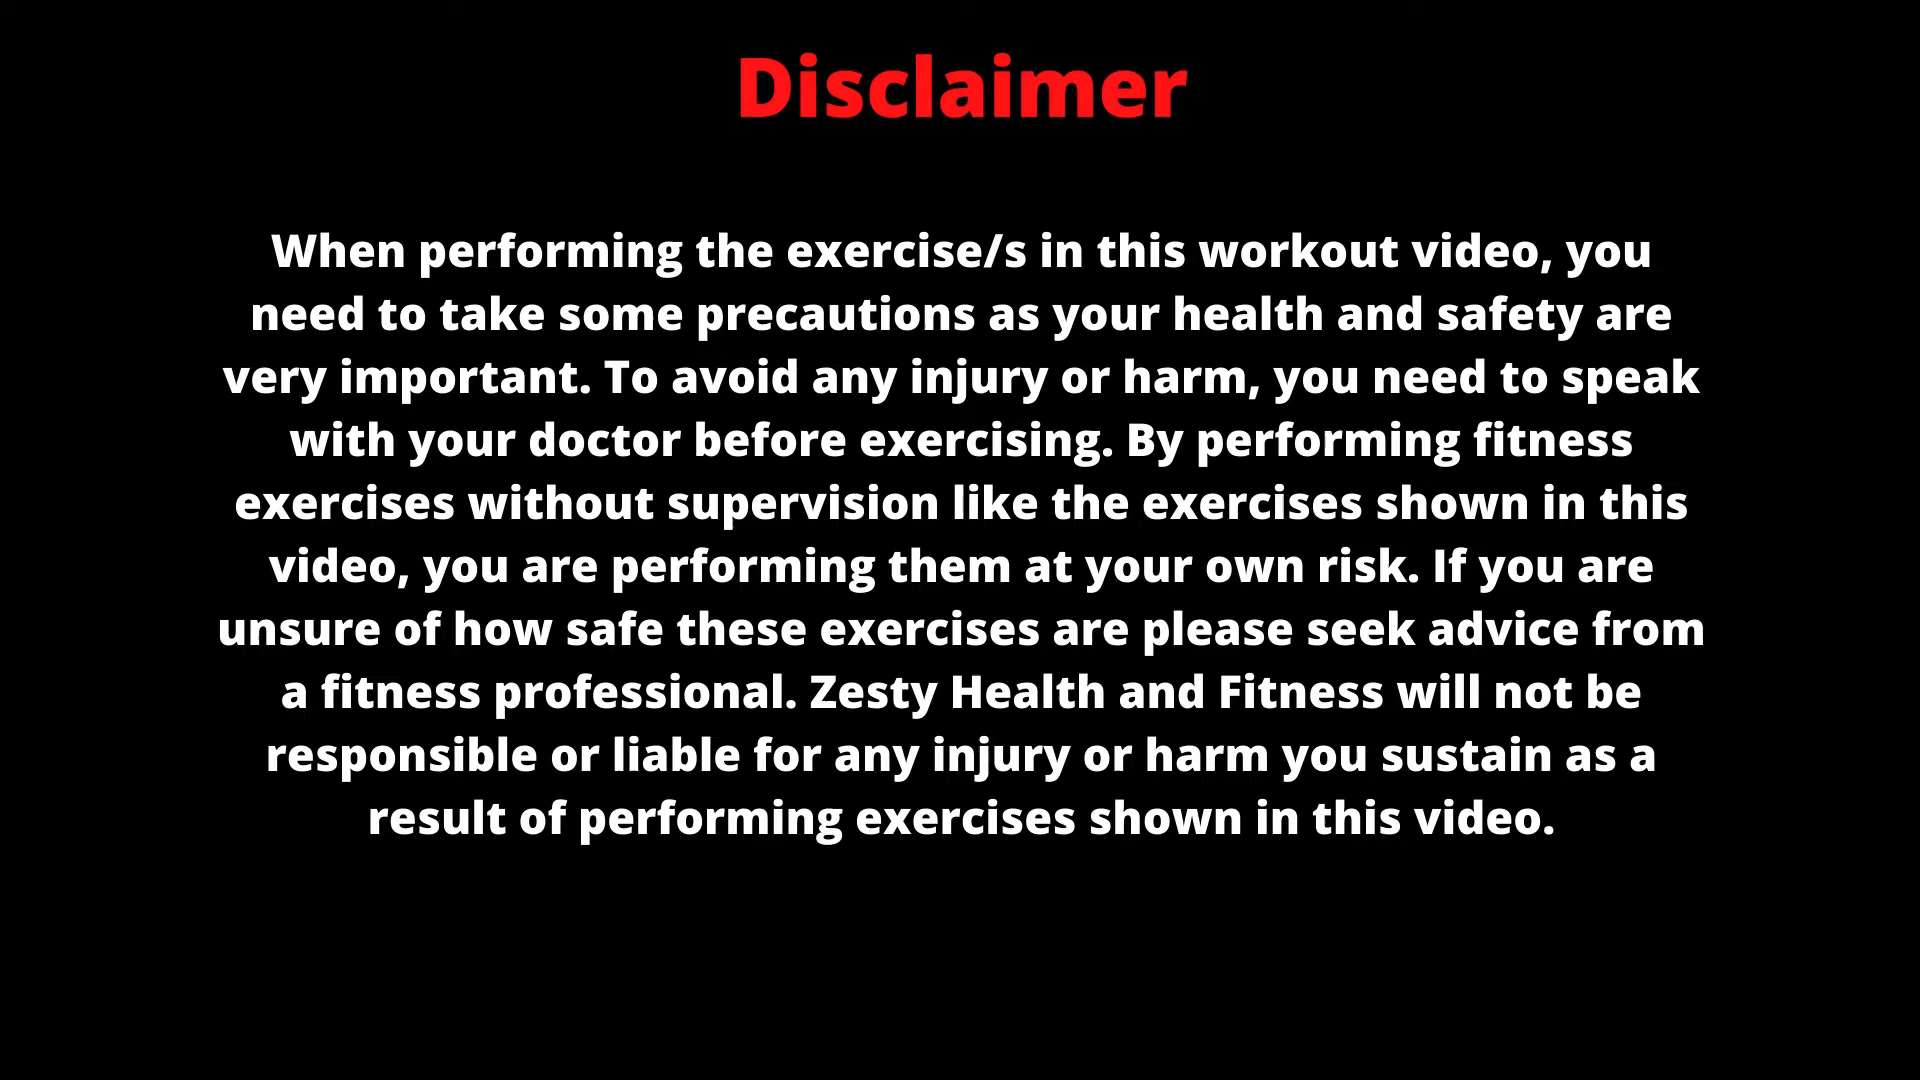 Disclaimer
When performing the exercise/s in this workout video, you
need to take some precautions as your health and safety are
very important. To avoid any injury or harm, you need to speak
with your doctor before exercising. By performing fitness
exercises without supervision like the exercises shown in this
video, you are performing them at your own risk. If you are
unsure of how safe these exercises are please seek advice from
a fitness professional. Zesty Health and Fitness will not be
responsible or liable for any injury or harm you sustain as a
result of performing exercises shown in this video.